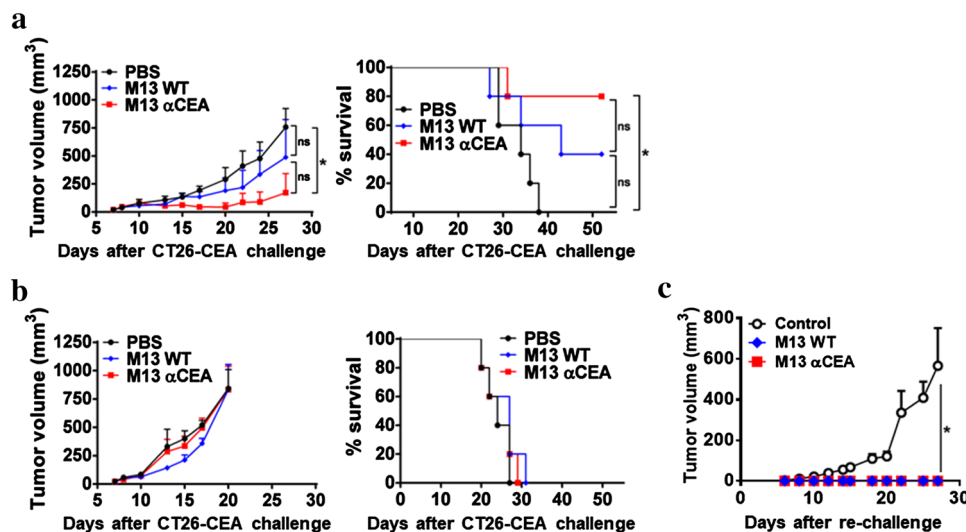 a
Tumor volume (mm³)
1250
1000
750
500
250
0
5 10 15 20 25 30
Days after CT26-CEA challenge
PBS
M13 WT
M13 αCEA
ns
ns
*
% survival
100
80
60
40
20
0
10 20 30 40 50
Days after CT26-CEA challenge
PBS
M13 WT
M13 αCEA
ns
ns
*
b
Tumor volume (mm³)
1250
1000
750
500
250
0
5 10 15 20 25 30
Days after CT26-CEA challenge
PBS
M13 WT
M13 αCEA
% survival
100
80
60
40
20
0
0 10 20 30 40 50
Days after CT26-CEA challenge
PBS
M13 WT
M13 αCEA
c
Tumor volume (mm³)
800
600
400
200
0
0 10 20 30
Days after re-challenge
Control
M13 WT
M13 αCEA
*